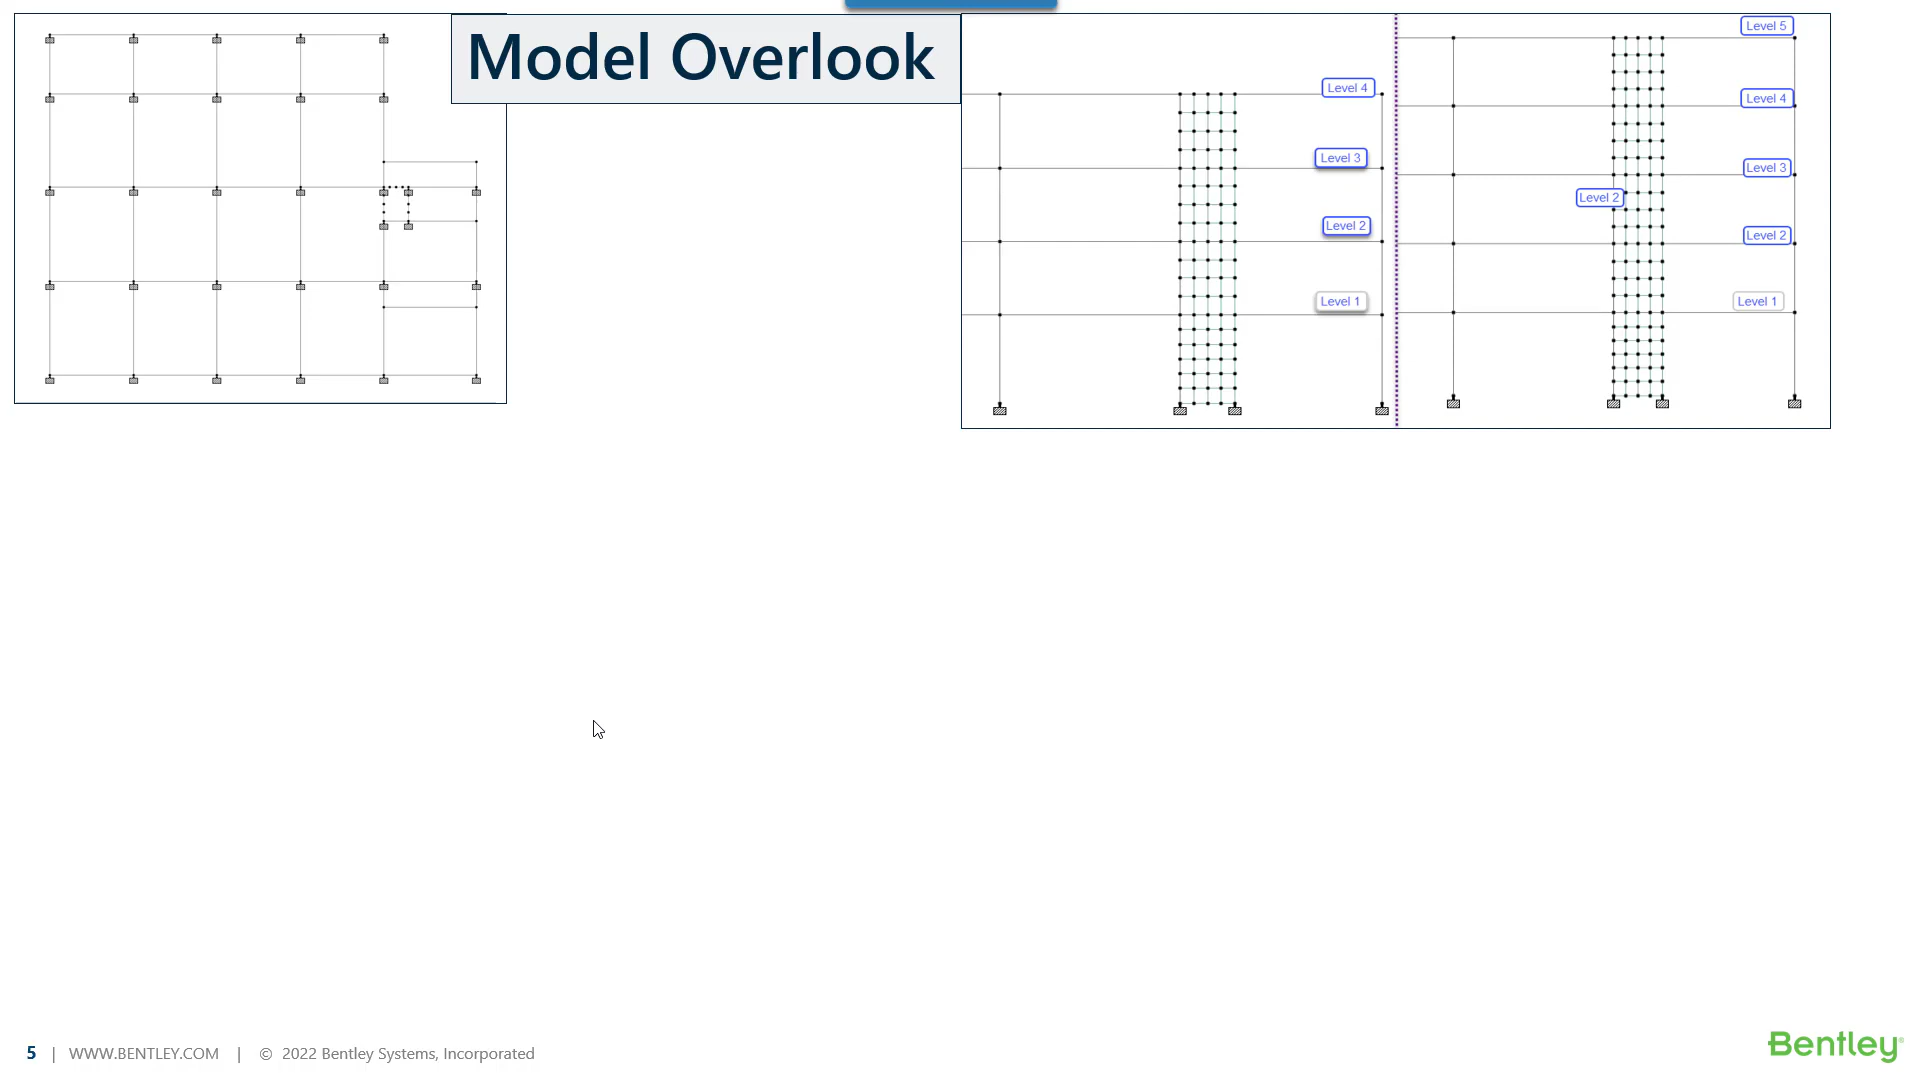 Model Overlook
Level 4
Level 3
Level 2
Level 1
Level 5
Level 4
Level 3
Level 2
Level 2
Level 1
5 | WWW.BENTLEY.COM | © 2022 Bentley Systems, Incorporated
Bentley®